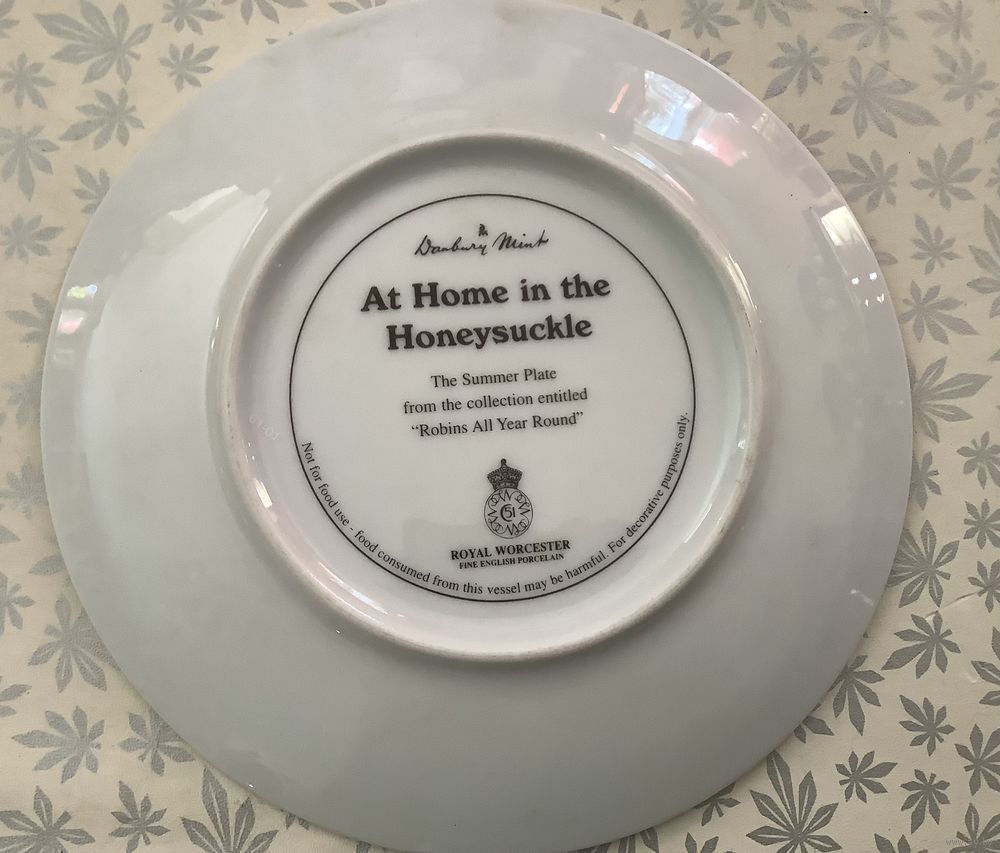 Danbury Mint
At Home in the
Honeysuckle
The Summer Plate
from the collection entitled
“Robins All Year Round”
51
ROYAL WORCESTER
FINE ENGLISH PORCELAIN
Not for food use - food consumed from this vessel may be harmful. For decorative purposes only.